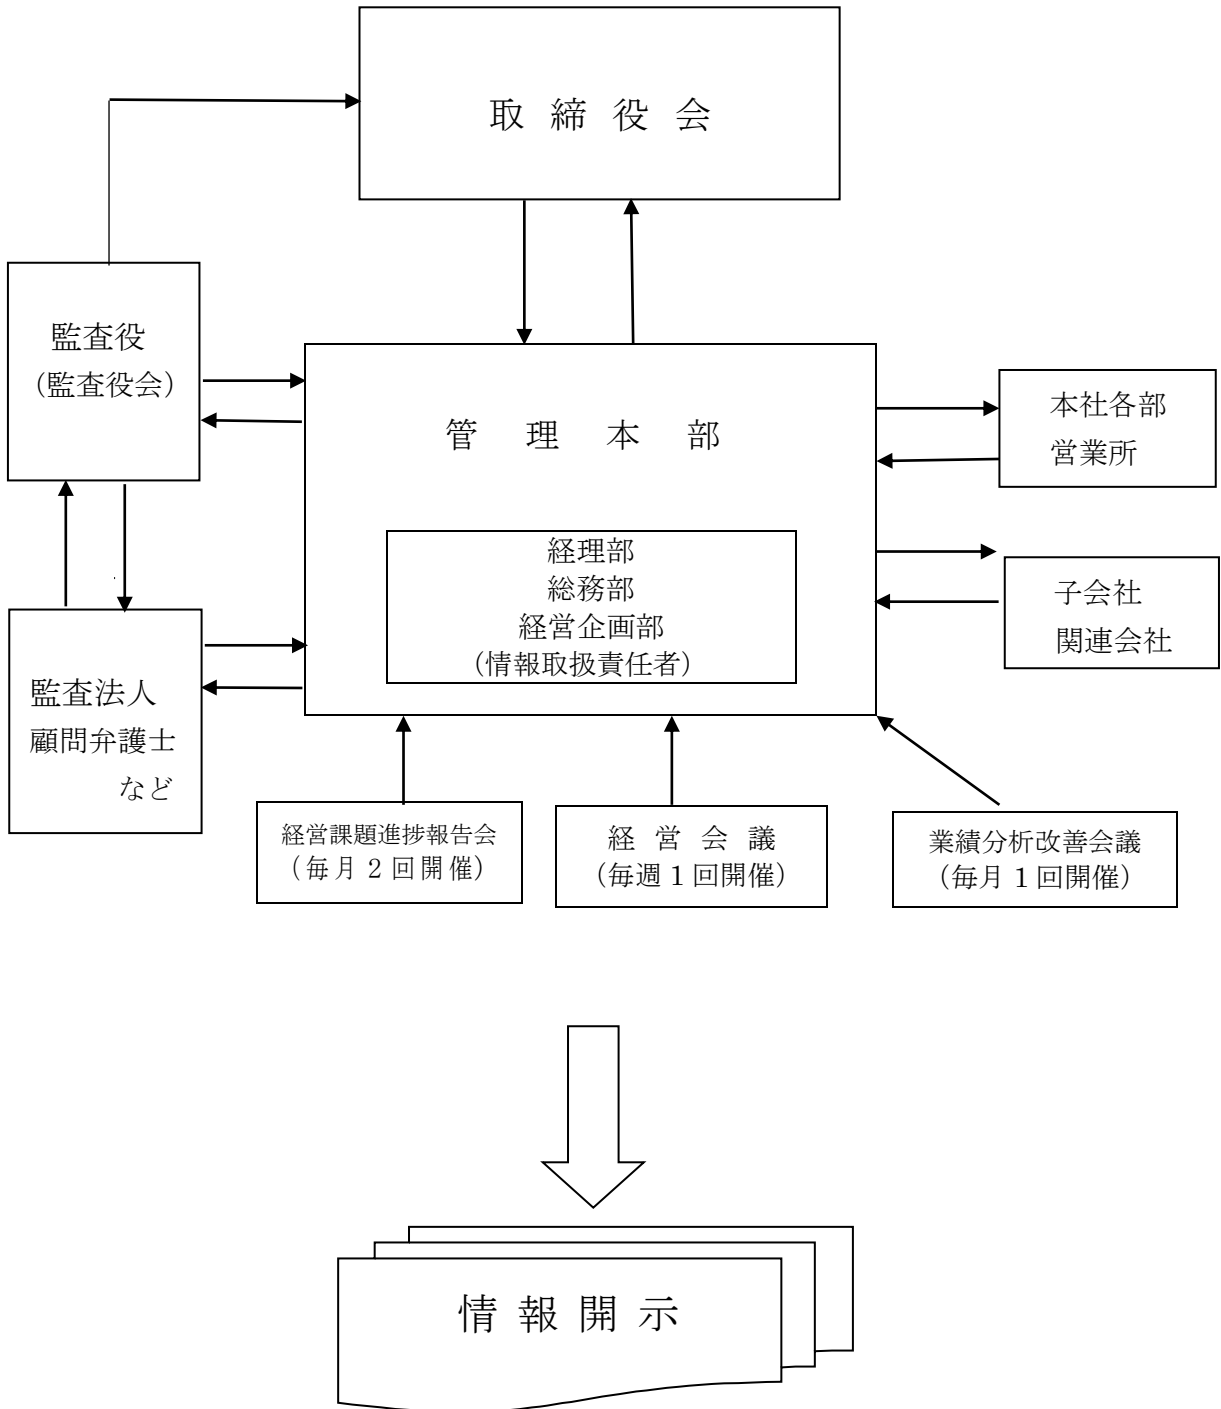 取締役会
監査役
（監査役会）
管理本部
本社各部
営業所
経理部
総務部
経営企画部
（情報取扱責任者）
子会社
関連会社
監査法人
顧問弁護士
など
経営課題進捗報告会
（毎月２回開催）
経営会議
（毎週１回開催）
業績分析改善会議
（毎月１回開催）
情報開示